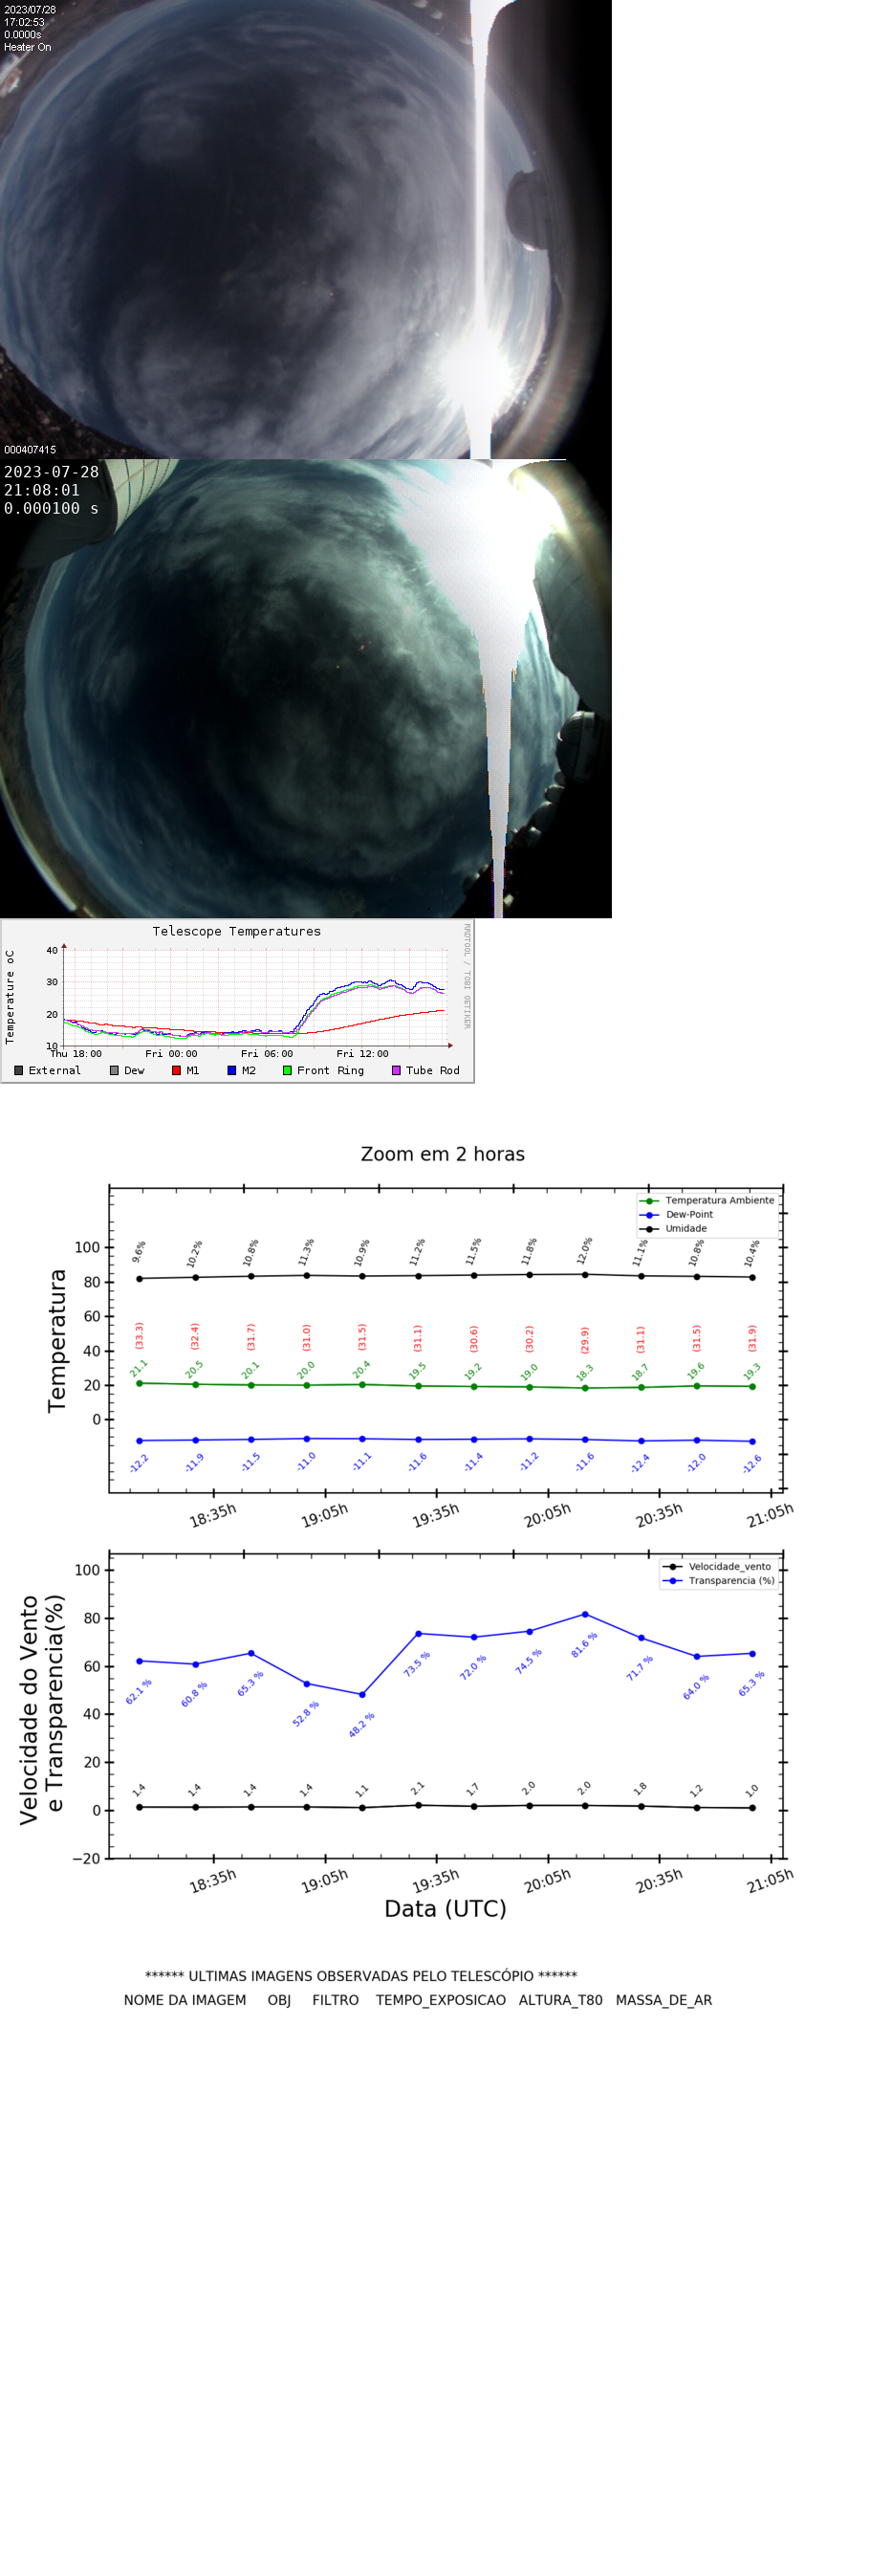 2023/07/28
17:02:53
0.0000s
Heater On
000407415
2023-07-28
21:08:01
0.000100 s
Telescope Temperatures
RRDTOOL / TOBI OETIKER
Temperature oC
40
30
20
10
Thu 18:00 Fri 00:00 Fri 06:00 Fri 12:00
External Dew M1 M2 Front Ring Tube Rod
Zoom em 2 horas
Temperatura Ambiente
Dew-Point
Umidade
Temperatura
100
80
60
40
20
0
9.6% 10.2% 10.8% 11.3% 10.9% 11.2% 11.5% 11.8% 12.0% 11.1% 10.8% 10.4%
(33.3) (32.4) (31.7) (31.0) (31.5) (31.1) (30.6) (30.2) (29.9) (31.1) (31.5) (31.9)
21.1 20.5 20.1 20.0 20.4 19.5 19.2 19.0 18.3 18.7 19.6 19.3
-12.2 -11.9 -11.5 -11.0 -11.1 -11.6 -11.4 -11.2 -11.6 -12.4 -12.0 -12.6
18:35h 19:05h 19:35h 20:05h 20:35h 21:05h
Velocidade_vento
Transparencia (%)
Velocidade do Vento
e Transparencia(%)
100
80
60
40
20
0
−20
62.1 % 60.8 % 65.3 % 52.8 % 48.2 % 73.5 % 72.0 % 74.5 % 81.6 % 71.7 % 64.0 % 65.3 %
1.4 1.4 1.4 1.4 1.1 2.1 1.7 2.0 2.0 1.8 1.2 1.0
18:35h 19:05h 19:35h 20:05h 20:35h 21:05h
Data (UTC)
****** ULTIMAS IMAGENS OBSERVADAS PELO TELESCÓPIO ******
NOME DA IMAGEM OBJ FILTRO TEMPO_EXPOSICAO ALTURA_T80 MASSA_DE_AR